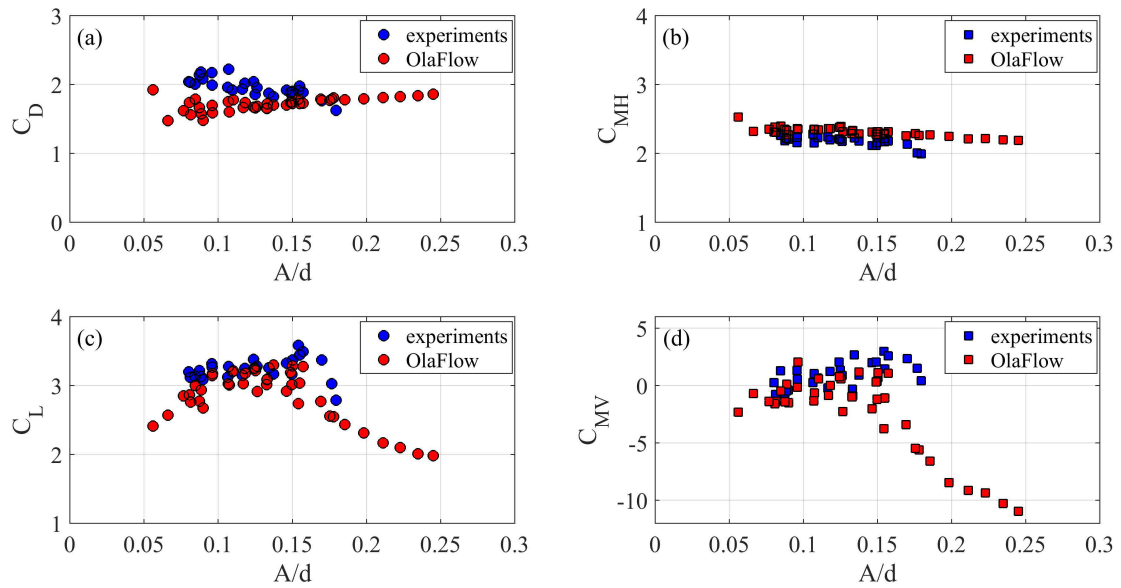 (a)
experiments
OlaFlow
3
2
1
0
C_D
0 0.05 0.1 0.15 0.2 0.25 0.3
A/d
(b)
experiments
OlaFlow
4
3
2
1
C_MH
0 0.05 0.1 0.15 0.2 0.25 0.3
A/d
(c)
experiments
OlaFlow
4
3
2
1
C_L
0 0.05 0.1 0.15 0.2 0.25 0.3
A/d
(d)
experiments
OlaFlow
5
0
-5
-10
C_MV
0 0.05 0.1 0.15 0.2 0.25 0.3
A/d